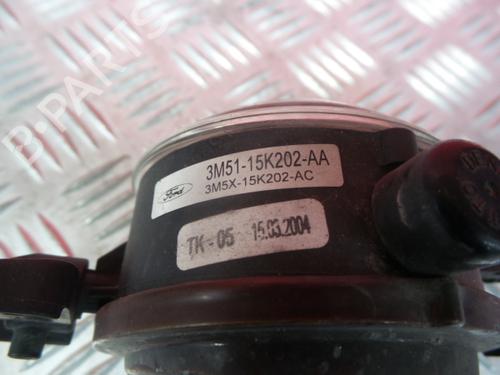 B-PARTS
Ford
3M51-15K202-AA
3M5X-15K202-AC
TK - 05 15.03.2004